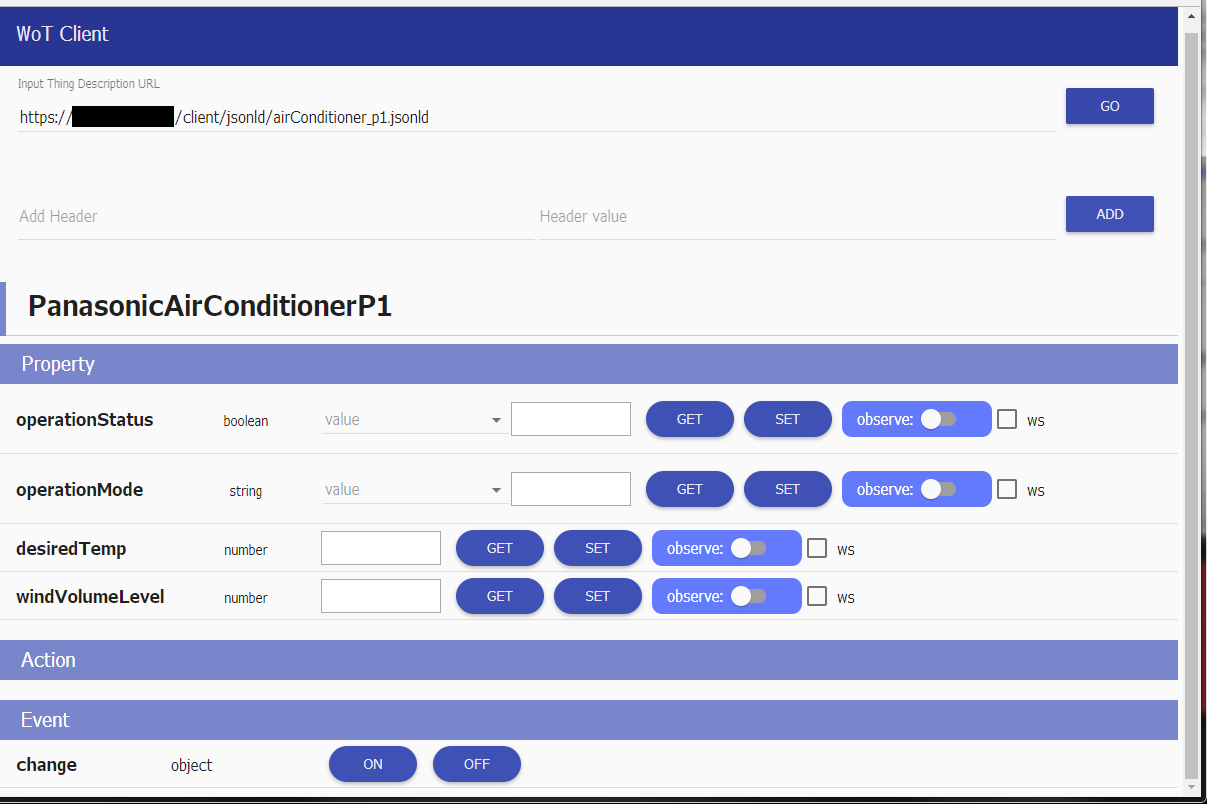 WoT Client
Input Thing Description URL
https:// /client/jsonld/airConditioner_p1.jsonld
GO
Add Header Header value ADD
PanasonicAirConditionerP1
Property
operationStatus boolean value GET SET observe: ws
operationMode string value GET SET observe: ws
desiredTemp number GET SET observe: ws
windVolumeLevel number GET SET observe: ws
Action
Event
change object ON OFF